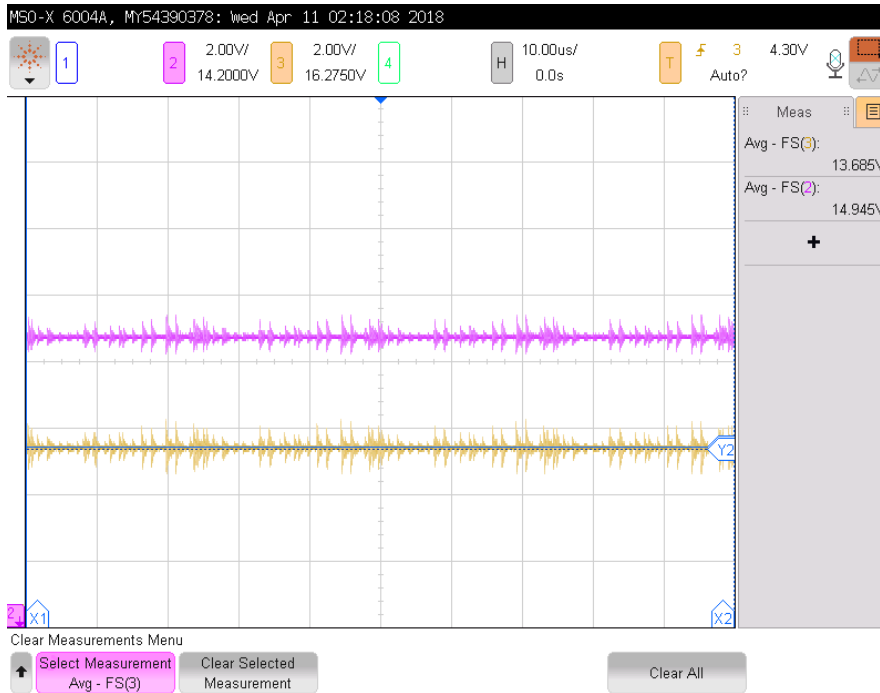 MSO-X 6004A, MY54390378: Wed Apr 11 02:18:08 2018
1 2 2.00V/ 3 2.00V/ 4 H 10.00us/ T 3 4.30V
14.2000V 16.2750V 0.0s Auto?
Meas
Avg - FS(3):
13.685V
Avg - FS(2):
14.945V
+
Y2
2
X1 X2
Clear Measurements Menu
Select Measurement Clear Selected Clear All
Avg - FS(3) Measurement